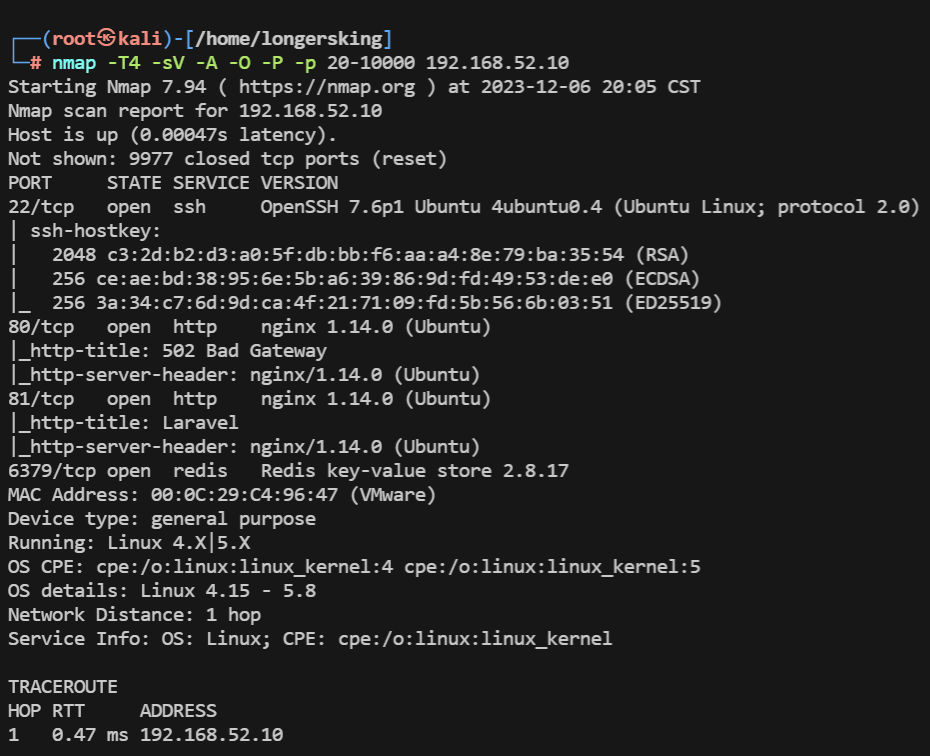 ┌──(root㉿kali)-[/home/longersking]
└─# nmap -T4 -sV -A -O -P -p 20-10000 192.168.52.10
Starting Nmap 7.94 ( https://nmap.org ) at 2023-12-06 20:05 CST
Nmap scan report for 192.168.52.10
Host is up (0.00047s latency).
Not shown: 9977 closed tcp ports (reset)
PORT     STATE SERVICE VERSION
22/tcp   open  ssh     OpenSSH 7.6p1 Ubuntu 4ubuntu0.4 (Ubuntu Linux; protocol 2.0)
| ssh-hostkey:
|   2048 c3:2d:b2:d3:a0:5f:db:bb:f6:aa:a4:8e:79:ba:35:54 (RSA)
|   256 ce:ae:bd:38:95:6e:5b:a6:39:86:9d:fd:49:53:de:e0 (ECDSA)
|_  256 3a:34:c7:6d:9d:ca:4f:21:71:09:fd:5b:56:6b:03:51 (ED25519)
80/tcp   open  http    nginx 1.14.0 (Ubuntu)
|_http-title: 502 Bad Gateway
|_http-server-header: nginx/1.14.0 (Ubuntu)
81/tcp   open  http    nginx 1.14.0 (Ubuntu)
|_http-title: Laravel
|_http-server-header: nginx/1.14.0 (Ubuntu)
6379/tcp open  redis   Redis key-value store 2.8.17
MAC Address: 00:0C:29:C4:96:47 (VMware)
Device type: general purpose
Running: Linux 4.X|5.X
OS CPE: cpe:/o:linux:linux_kernel:4 cpe:/o:linux:linux_kernel:5
OS details: Linux 4.15 - 5.8
Network Distance: 1 hop
Service Info: OS: Linux; CPE: cpe:/o:linux:linux_kernel
TRACEROUTE
HOP RTT     ADDRESS
1   0.47 ms 192.168.52.10